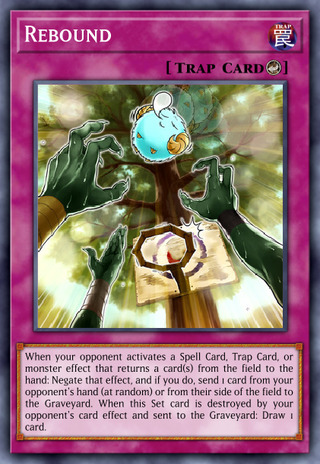 Rebound
TRAP
罠
[Trap Card]
When your opponent activates a Spell Card, Trap Card, or
monster effect that returns a card(s) from the field to the
hand: Negate that effect, and if you do, send 1 card from your
opponent's hand (at random) or from their side of the field to
the Graveyard. When this Set card is destroyed by your
opponent's card effect and sent to the Graveyard: Draw 1
card.